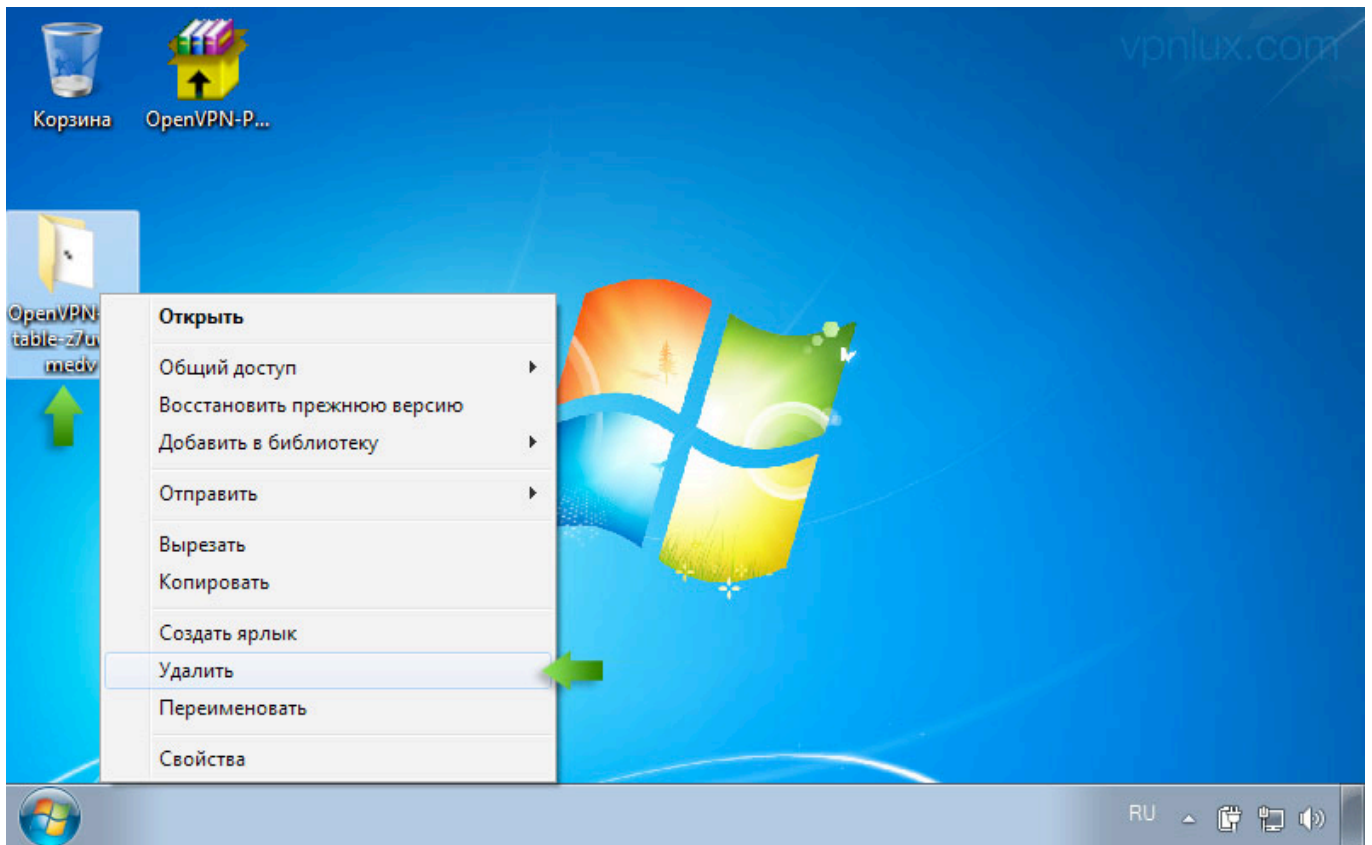 vpnlux.com
Корзина
OpenVPN-P...
OpenVPN-
table-z7u
medv
Открыть
Общий доступ
Восстановить прежнюю версию
Добавить в библиотеку
Отправить
Вырезать
Копировать
Создать ярлык
Удалить
Переименовать
Свойства
RU